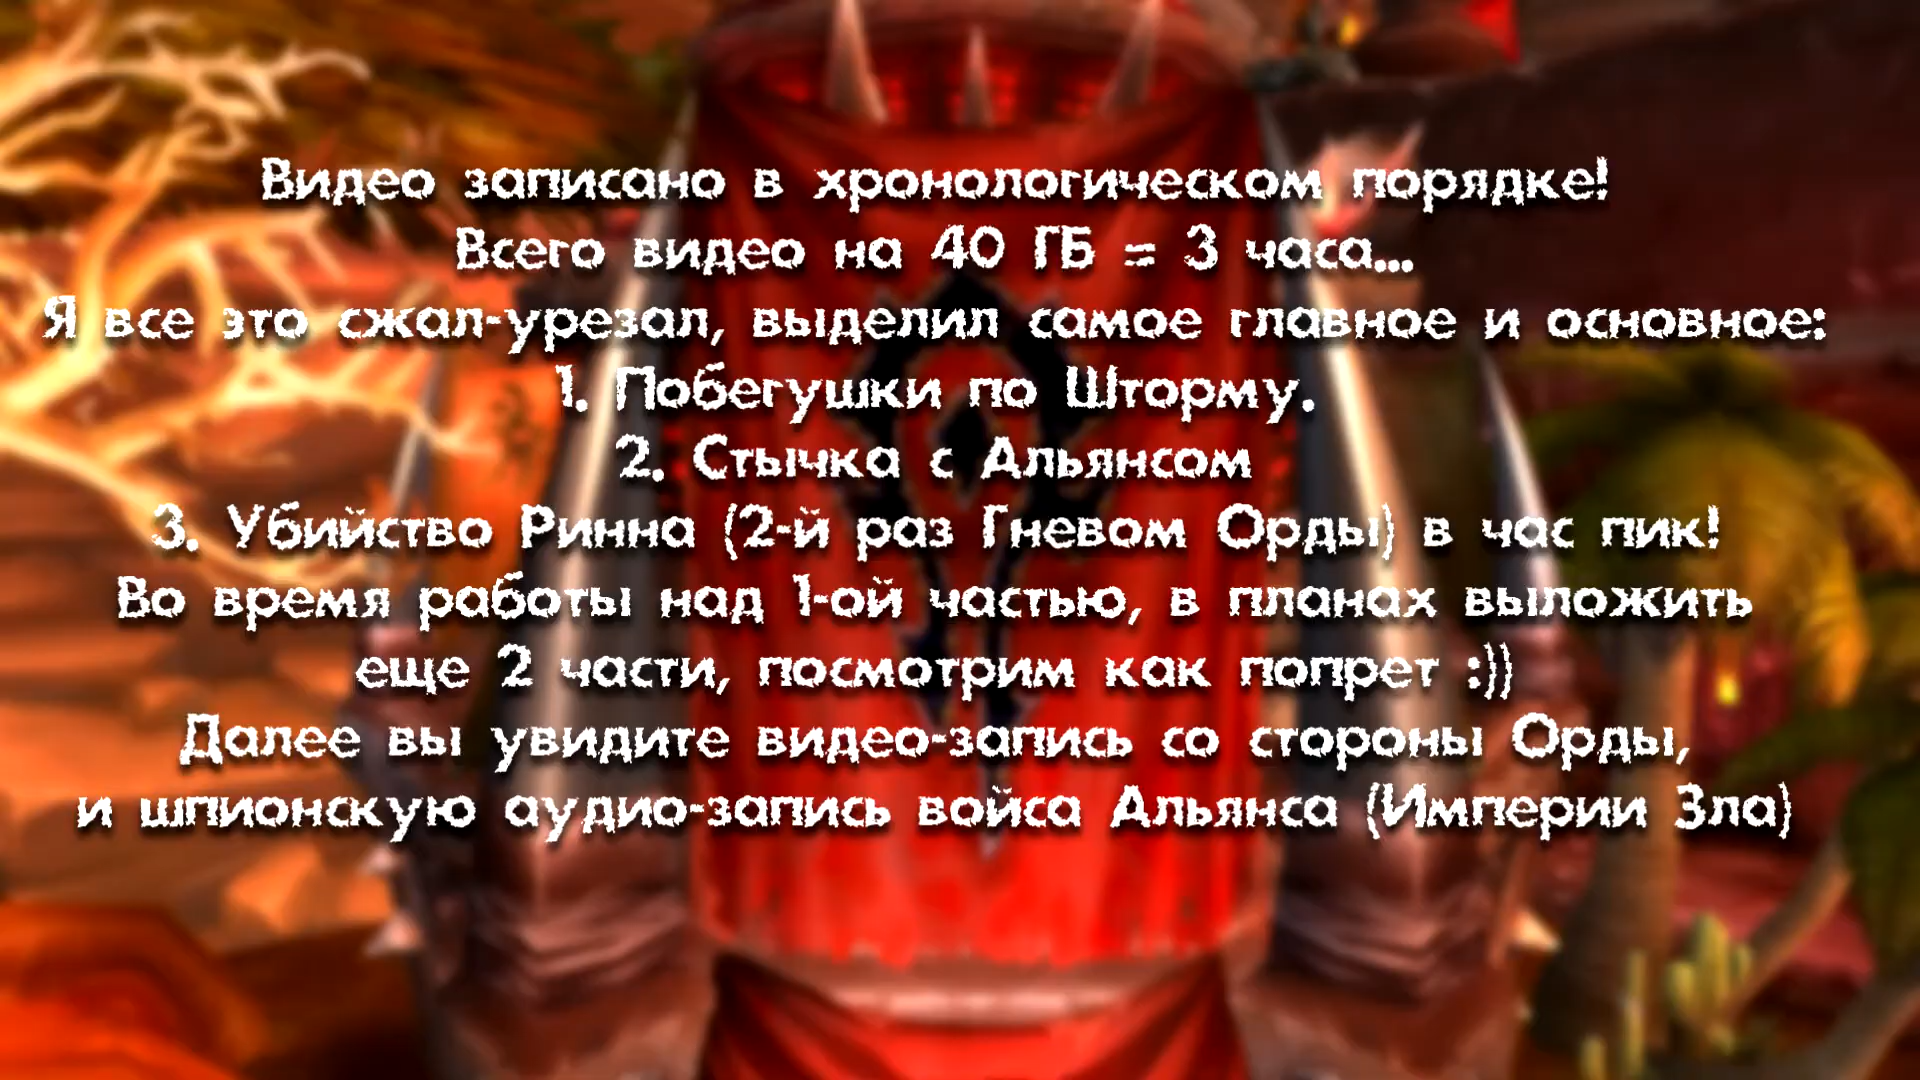 Видео записано в хронологическом порядке!
Всего видео на 40 ГБ = 3 часа...
Я все это сжал-урезал, выделил самое главное и основное:
1. Побегушки по Шторму.
2. Стычка с Альянсом
3. Убийство Ринна (2-й раз Гневом Орды) в час пик!
Во время работы над 1-ой частью, в планах выложить
еще 2 части, посмотрим как попрет :))
Далее вы увидите видео-запись со стороны Орды,
и шпионскую аудио-запись войса Альянса (Империи Зла)